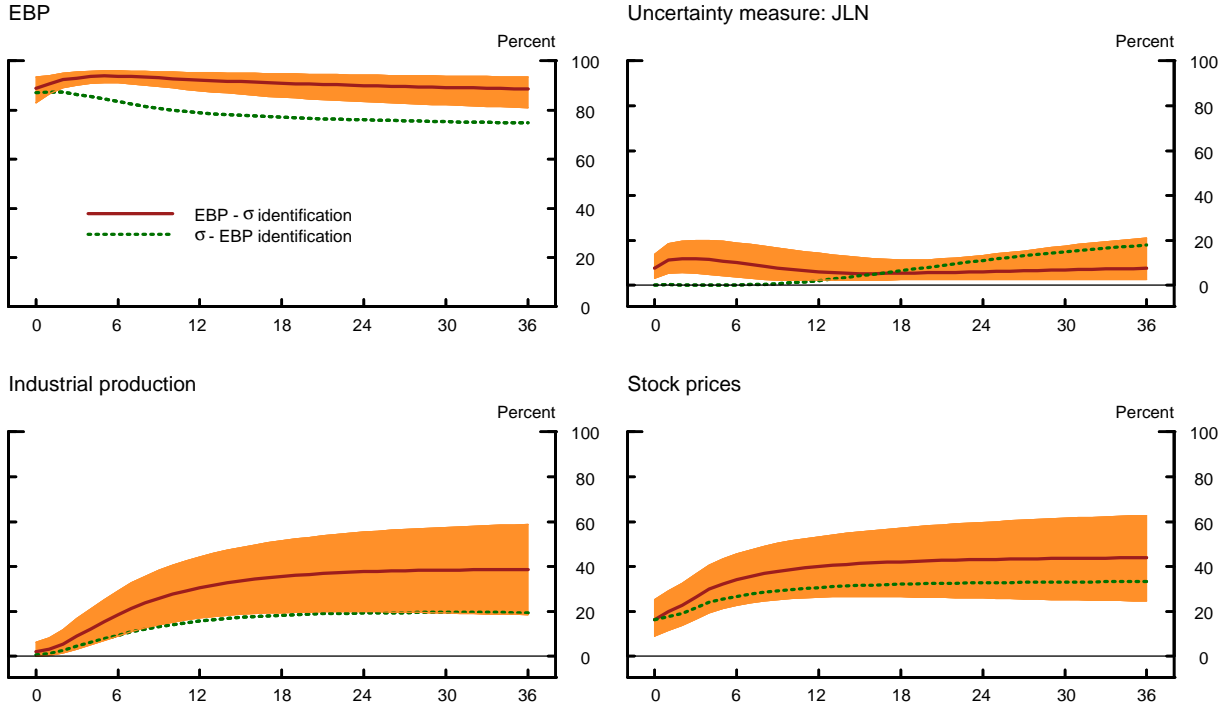 EBP
Percent
100
80
60
40
20
0
EBP - σ identification
σ - EBP identification
0 6 12 18 24 30 36
Uncertainty measure: JLN
Percent
100
80
60
40
20
0
0 6 12 18 24 30 36
Industrial production
Percent
100
80
60
40
20
0
0 6 12 18 24 30 36
Stock prices
Percent
100
80
60
40
20
0
0 6 12 18 24 30 36